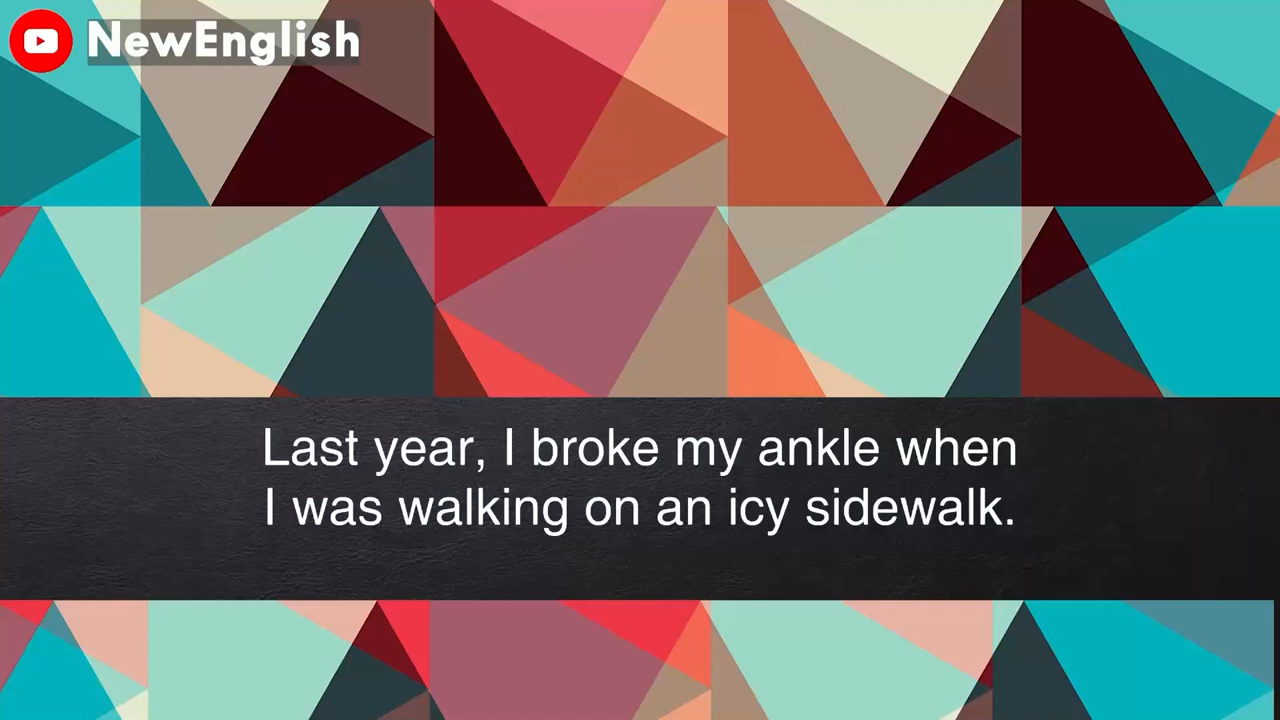 NewEnglish
Last year, I broke my ankle when
I was walking on an icy sidewalk.